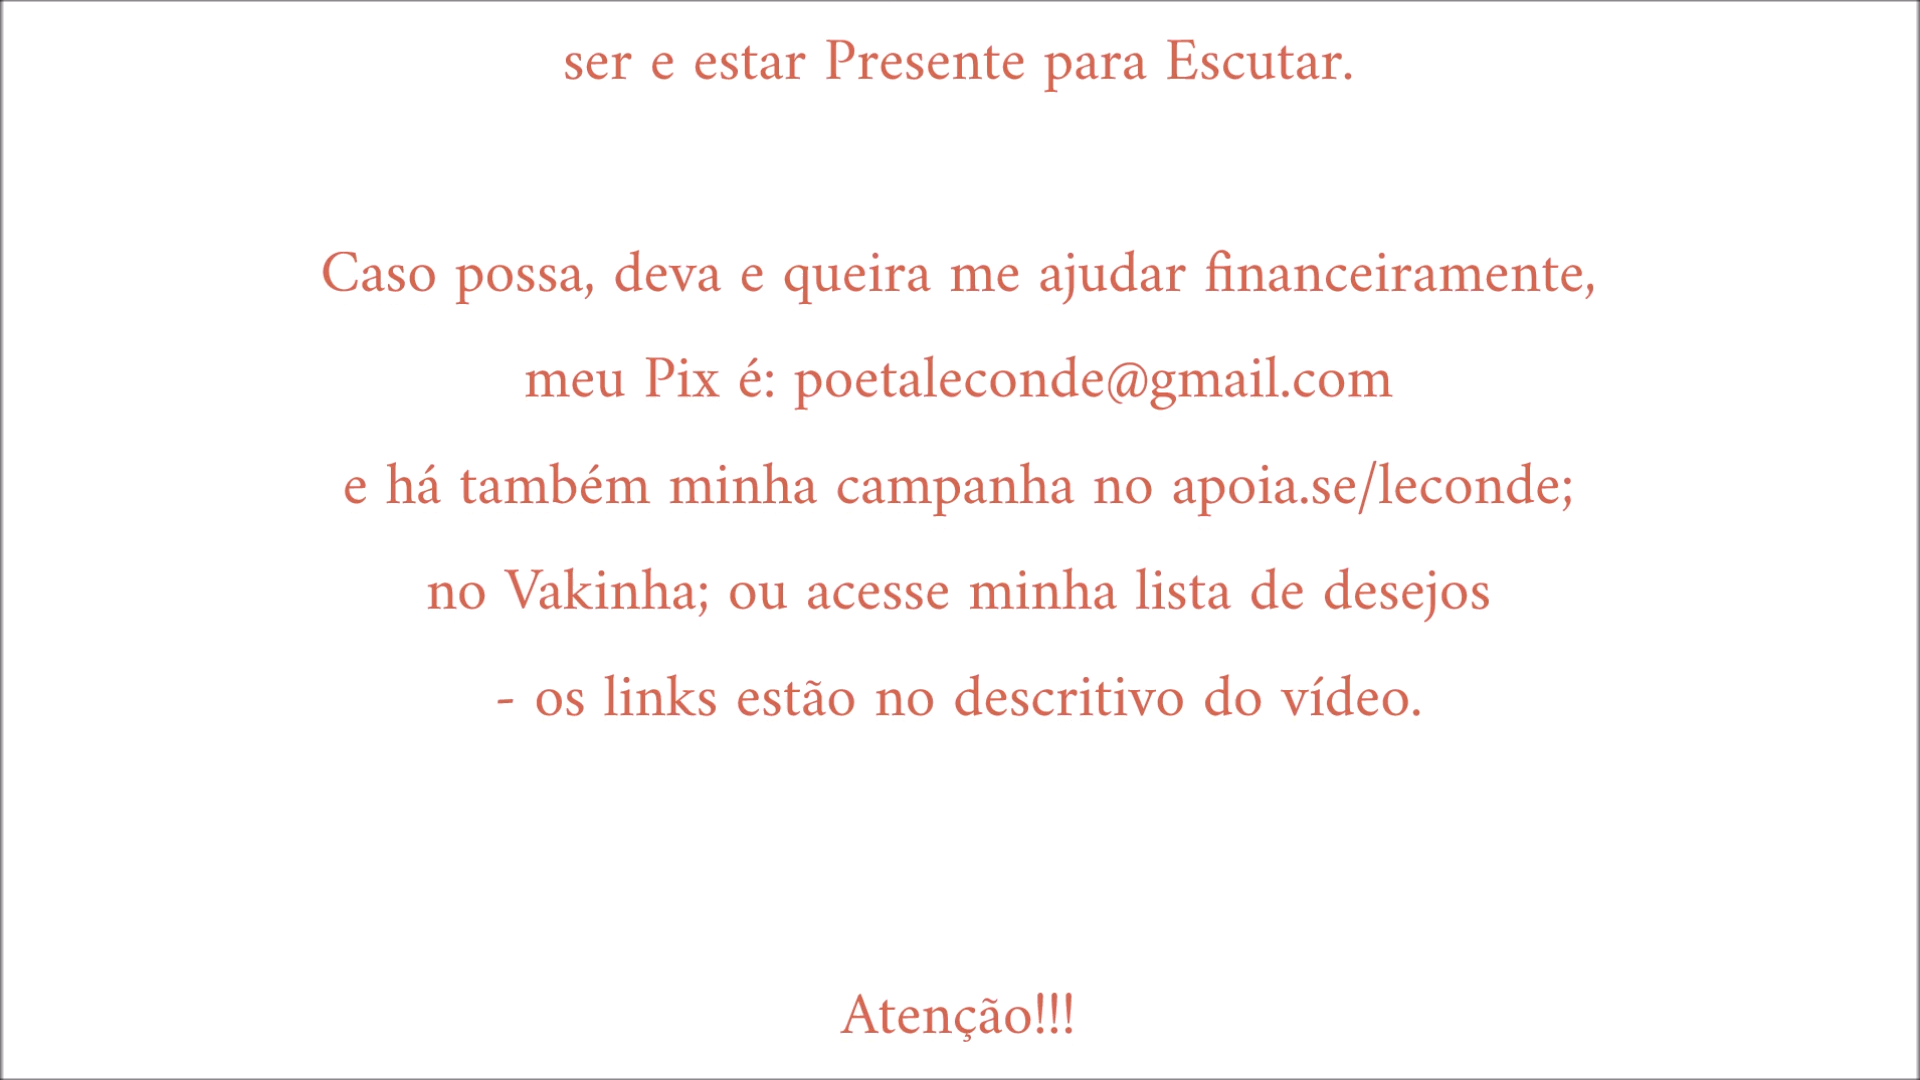 ser e estar Presente para Escutar.
Caso possa, deva e queira me ajudar financeiramente,
meu Pix é: poetaleconde@gmail.com
e há também minha campanha no apoia.se/leconde;
no Vakinha; ou acesse minha lista de desejos
- os links estão no descritivo do vídeo.
Atenção!!!